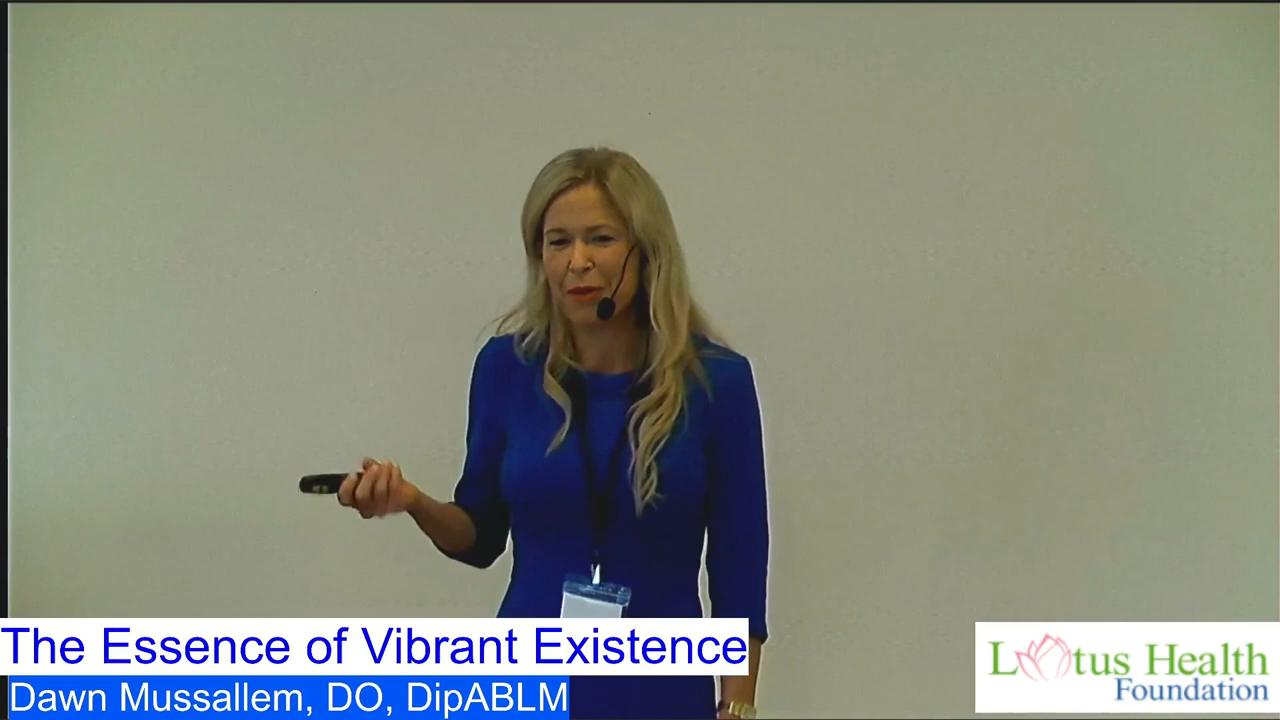 The Essence of Vibrant Existence
Dawn Mussallem, DO, DipABLM
Lotus Health
Foundation